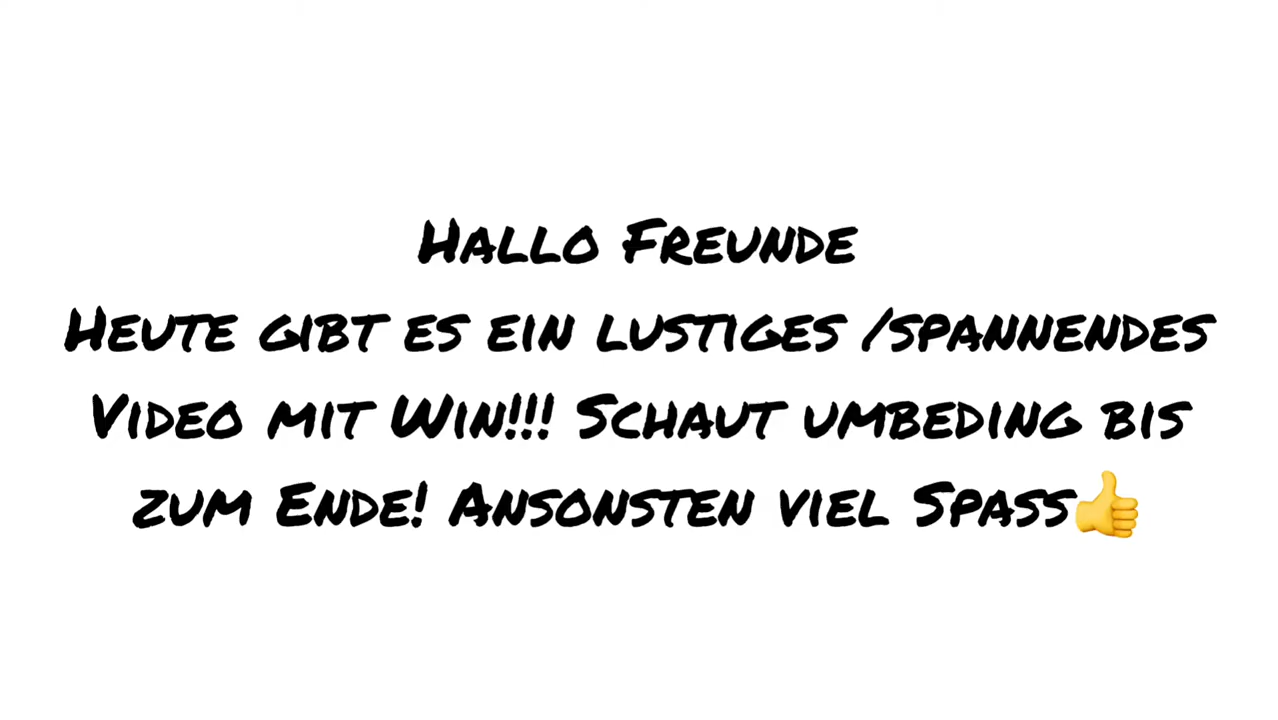 Hallo Freunde
Heute gibt es ein lustiges /spannendes
Video mit Win!!! Schaut umbeding bis
zum Ende! Ansonsten viel Spass👍